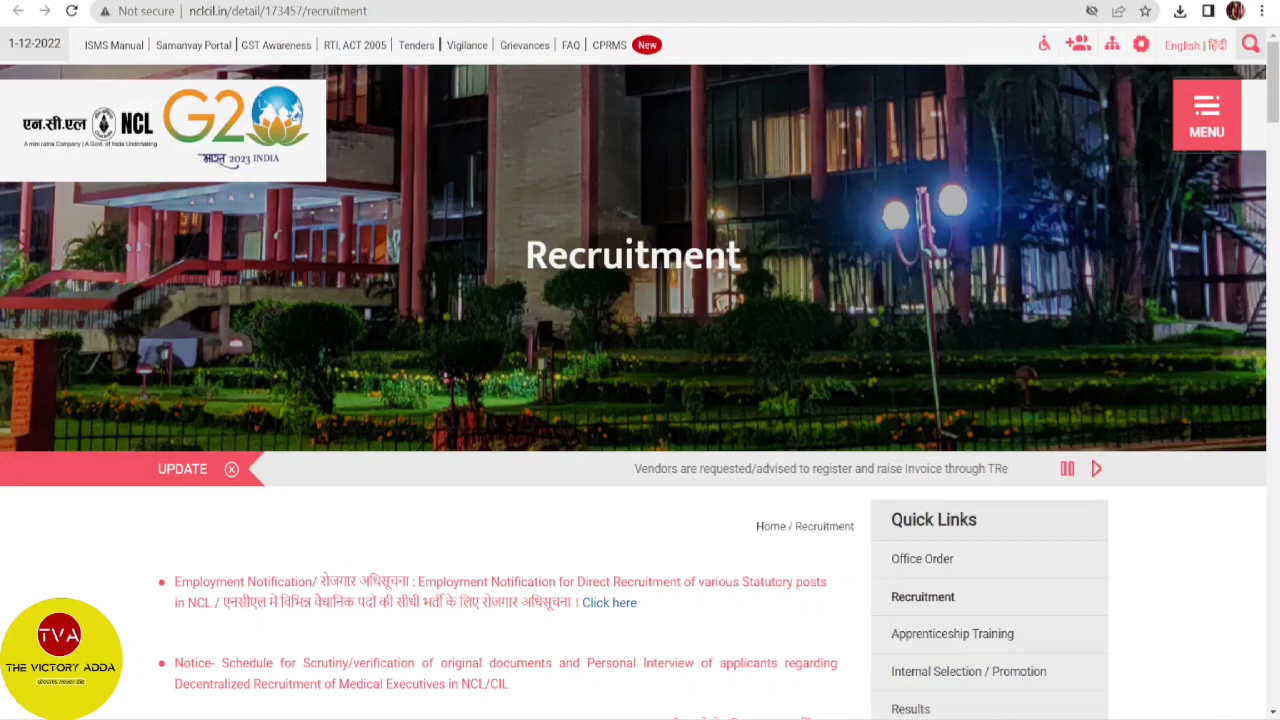 Not secure | nclcil.in/detail/173457/recruitment
1-12-2022
ISMS Manual | Samanvay Portal | GST Awareness | RTI, ACT 2005 | Tenders | Vigilance | Grievances | FAQ | CPRMS New
English | हिंदी
एन.सी.एल NCL
A mini ratna Company | A Govt. of India Undertaking
G20
भारत 2023 INDIA
MENU
Recruitment
UPDATE
Vendors are requested/advised to register and raise Invoice through TRe
Home / Recruitment
Employment Notification/ रोजगार अधिसूचना : Employment Notification for Direct Recruitment of various Statutory posts
in NCL / एनसीएल में विभिन्न वैधानिक पदों की सीधी भर्ती के लिए रोजगार अधिसूचना । Click here
Notice- Schedule for Scrutiny/verification of original documents and Personal Interview of applicants regarding
Decentralized Recruitment of Medical Executives in NCL/CIL
Quick Links
Office Order
Recruitment
Apprenticeship Training
Internal Selection / Promotion
Results
TVA
THE VICTORY ADDA
dreams never die